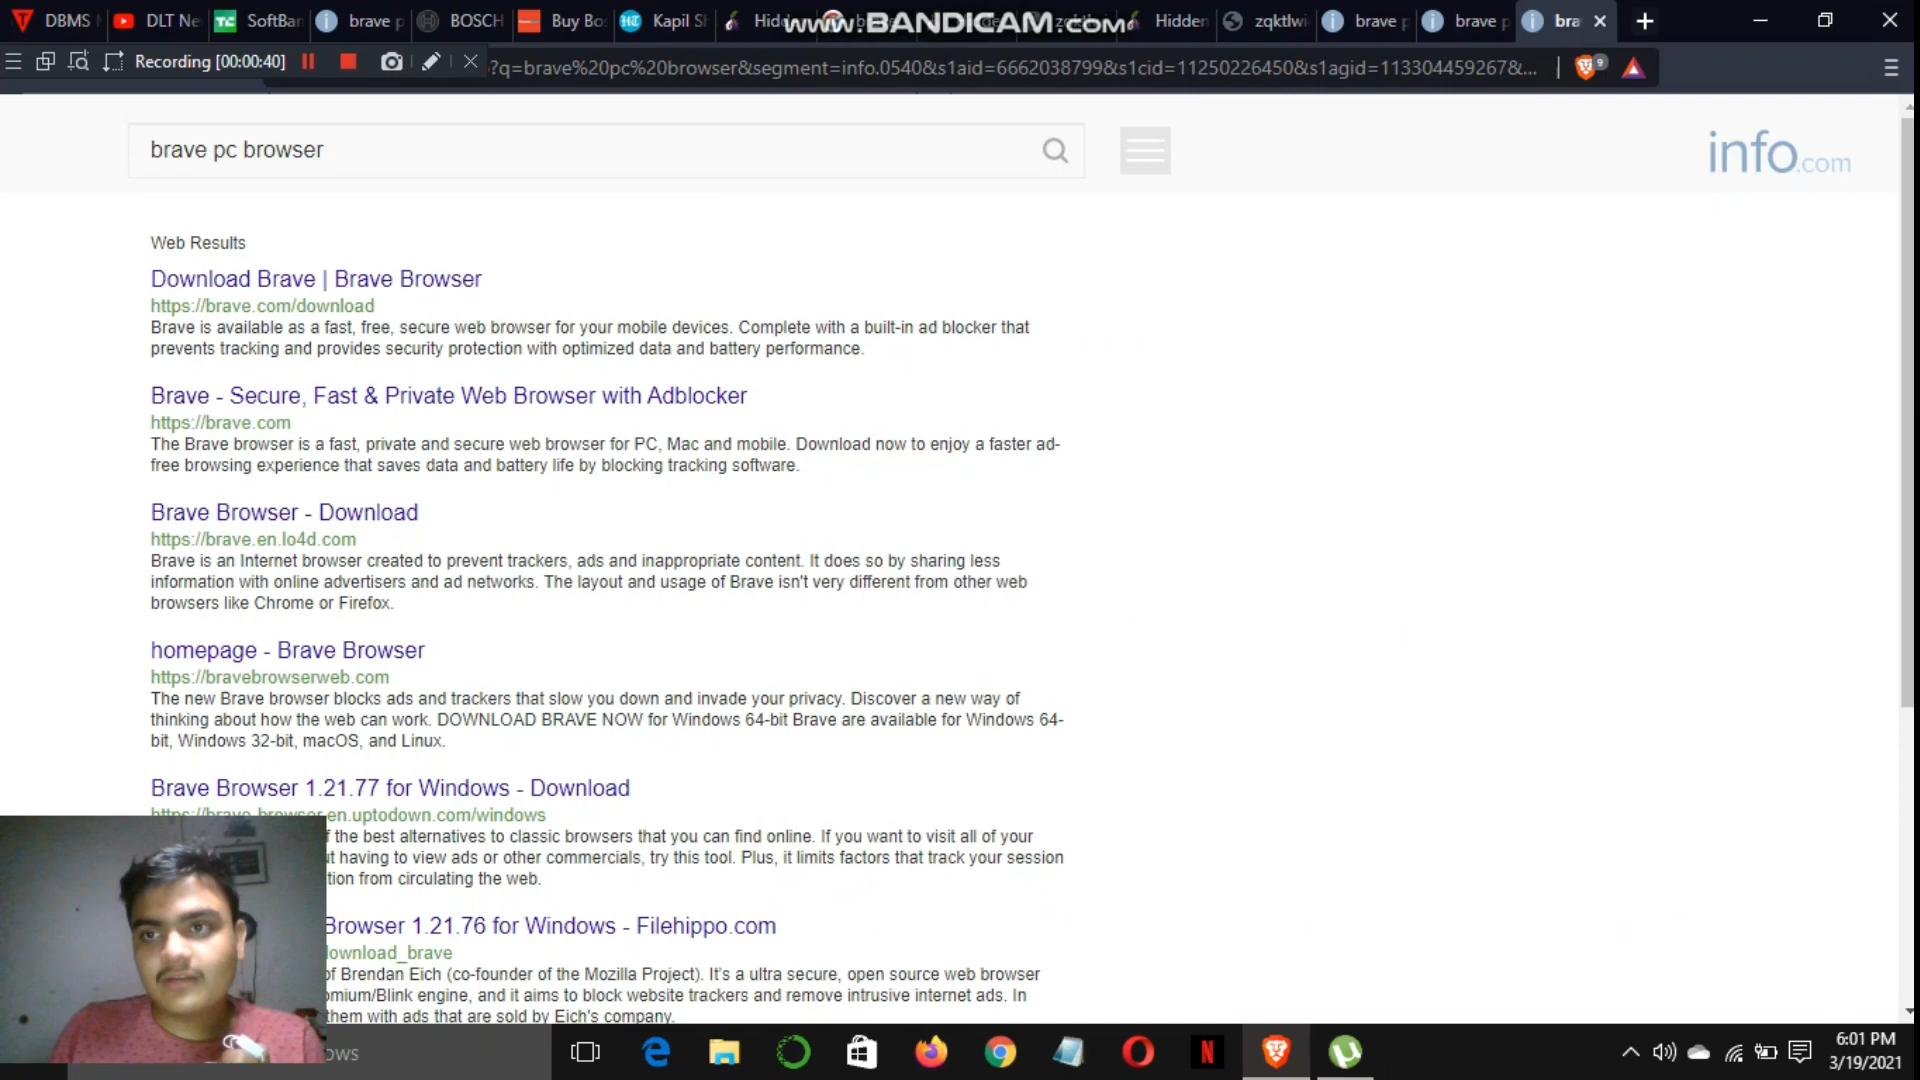 DBMS
DLT Ne
SoftBan
brave p
BOSCH
Buy Bo
Kapil Sh
Hidd
www.BANDICAM.com
Hidden
zqktlwi
brave p
brave p
bra
Recording [00:00:40]
?q=brave%20pc%20browser&segment=info.0540&s1aid=6662038799&s1cid=11250226450&s1agid=113304459267&...
9
brave pc browser
info.com
Web Results
Download Brave | Brave Browser
https://brave.com/download
Brave is available as a fast, free, secure web browser for your mobile devices. Complete with a built-in ad blocker that
prevents tracking and provides security protection with optimized data and battery performance.
Brave - Secure, Fast & Private Web Browser with Adblocker
https://brave.com
The Brave browser is a fast, private and secure web browser for PC, Mac and mobile. Download now to enjoy a faster ad-
free browsing experience that saves data and battery life by blocking tracking software.
Brave Browser - Download
https://brave.en.lo4d.com
Brave is an Internet browser created to prevent trackers, ads and inappropriate content. It does so by sharing less
information with online advertisers and ad networks. The layout and usage of Brave isn't very different from other web
browsers like Chrome or Firefox.
homepage - Brave Browser
https://bravebrowserweb.com
The new Brave browser blocks ads and trackers that slow you down and invade your privacy. Discover a new way of
thinking about how the web can work. DOWNLOAD BRAVE NOW for Windows 64-bit Brave are available for Windows 64-
bit, Windows 32-bit, macOS, and Linux.
Brave Browser 1.21.77 for Windows - Download
https://brave-browser.en.uptodown.com/windows
f the best alternatives to classic browsers that you can find online. If you want to visit all of your
ut having to view ads or other commercials, try this tool. Plus, it limits factors that track your session
tion from circulating the web.
Browser 1.21.76 for Windows - Filehippo.com
ownload_brave
of Brendan Eich (co-founder of the Mozilla Project). It's a ultra secure, open source web browser
omium/Blink engine, and it aims to block website trackers and remove intrusive internet ads. In
them with ads that are sold by Eich's company.
ows
6:01 PM
3/19/2021